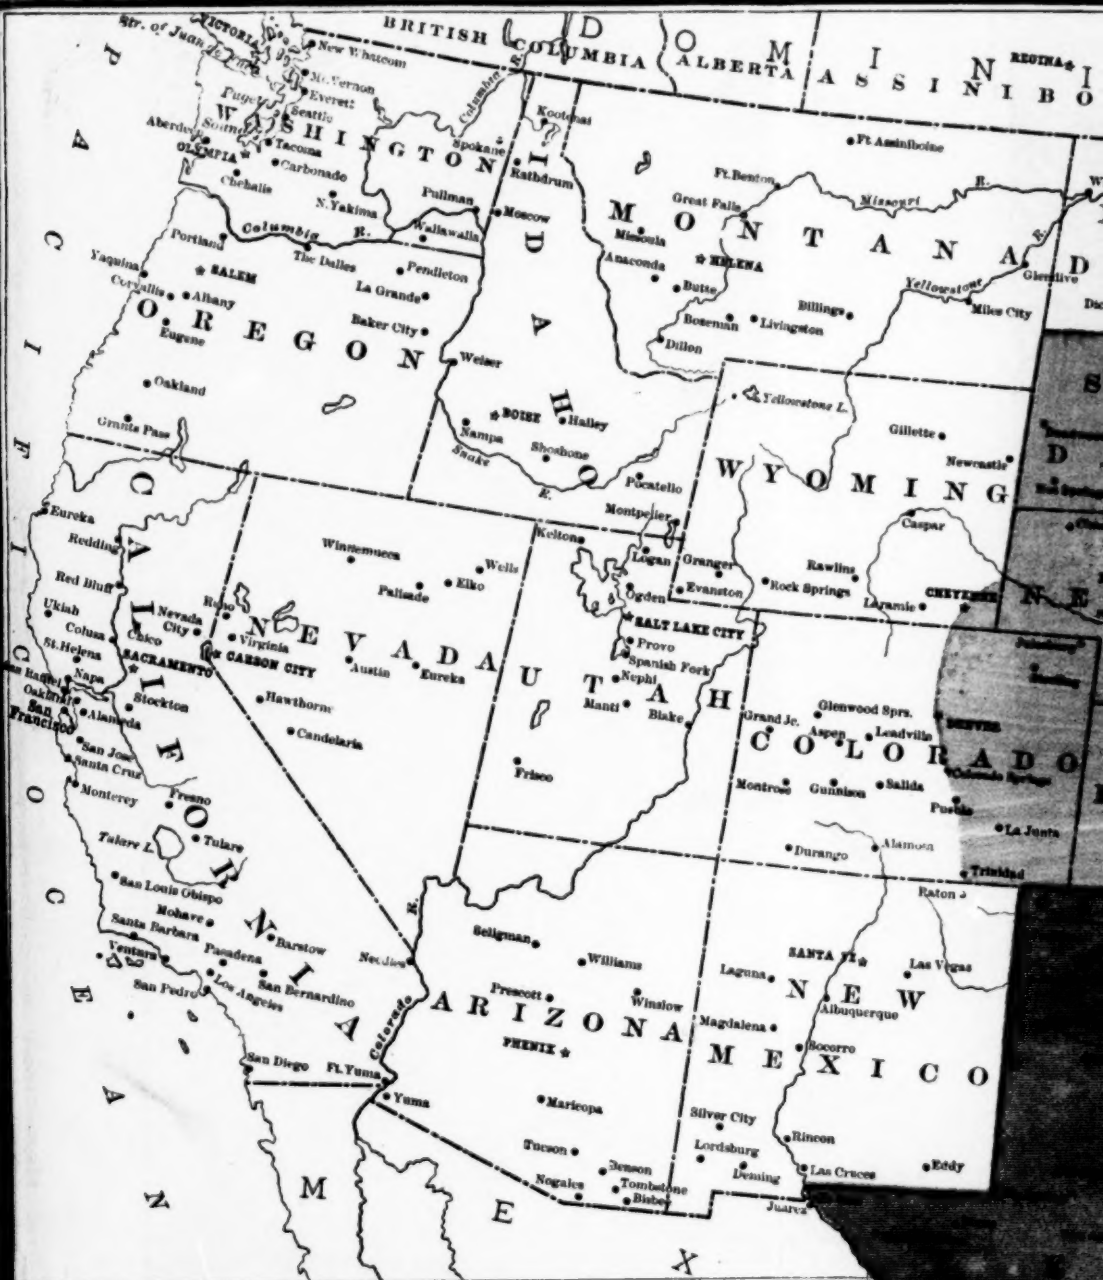 BRITISH COLUMBIA
D O M I N I
ALBERTA
ASSINIBO
REGINA
Str. of Juan de
VICTORIA
New Whatcom
Mt. Vernon
Everett
Puget
Sound
Seattle
WASHINGTON
Aberdeen
OLYMPIA
Tacoma
Carbonado
Chehalis
N. Yakima
Columbia R.
Spokane
Pullman
Wallawalla
Columbia R.
Kootenai
Rathdrum
Moscow
IDAHO
Ft. Assiniboine
Ft. Benton
Great Falls
Missouri R.
MONTANA
Missoula
HELENA
Anaconda
Butte
Bozeman
Livingston
Billings
Dillon
Yellowstone R.
Glendive
Miles City
D
PACIFIC OCEAN
Portland
The Dalles
Pendleton
Yaquina
SALEM
Corvallis
Albany
La Grande
OREGON
Eugene
Baker City
Oakland
Grants Pass
Weiser
BOISE
Hailey
Nampa
Shoshone
Snake
R.
Pocatello
Montpelier
Yellowstone L.
Gillette
Newcastle
WYOMING
Caspar
Granger
Rawlins
Evanston
Rock Springs
Laramie
CHEYENNE
S
D
Hot Springs
NE
CALIFORNIA
Eureka
Redding
Red Bluff
Ukiah
Colusa
Chico
Nevada City
St. Helena
SACRAMENTO
Napa
San Rafael
Oakland
San Francisco
Alameda
Stockton
San Jose
Santa Cruz
Monterey
Fresno
Tulare L.
Tulare
San Louis Obispo
Mohave
Santa Barbara
Ventura
Pasadena
Barstow
San Bernardino
Los Angeles
San Pedro
Needles
San Diego
Ft. Yuma
Winnemucca
Wells
Elko
Palisade
Reno
NEVADA
Virginia
CARSON CITY
Austin
Eureka
Hawthorne
Candelaria
Kelton
Logan
Ogden
SALT LAKE CITY
Provo
Spanish Fork
Nephi
UTAH
Manti
Blake
Frisco
Julesburg
Sterling
Glenwood Sprs.
DENVER
Grand Jc.
Aspen
Leadville
COLORADO
Colorado Springs
Montrose
Gunnison
Salida
Pueblo
La Junta
Durango
Alamosa
Trinidad
Raton
R.
Colorado
Seligman
Williams
Prescott
Winslow
ARIZONA
PHENIX
Yuma
Maricopa
Tucson
Benson
Nogales
Tombstone
Bisbee
SANTA FE
Laguna
Las Vegas
NEW MEXICO
Albuquerque
Magdalena
Socorro
Silver City
Rincon
Lordsburg
Deming
Las Cruces
Eddy
Juarez
M E X